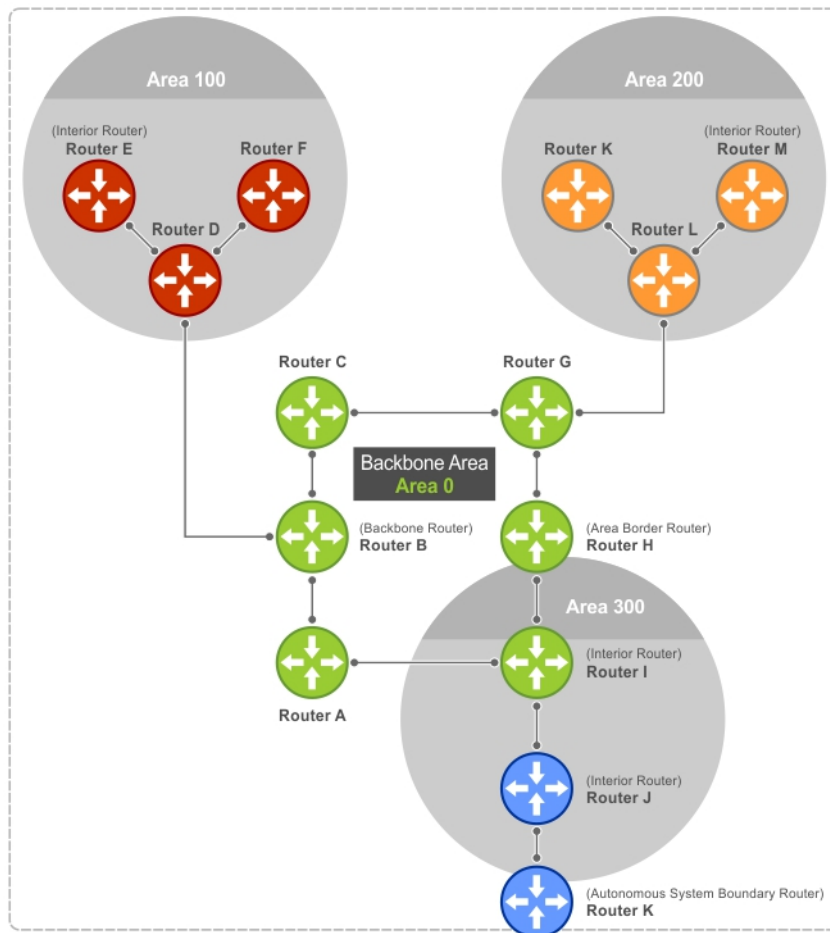 Area 100
Area 200
(Interior Router)
Router E
Router F
Router K
(Interior Router)
Router M
Router D
Router L
Router C
Router G
Backbone Area
Area 0
(Backbone Router)
Router B
(Area Border Router)
Router H
Area 300
(Interior Router)
Router I
Router A
(Interior Router)
Router J
(Autonomous System Boundary Router)
Router K